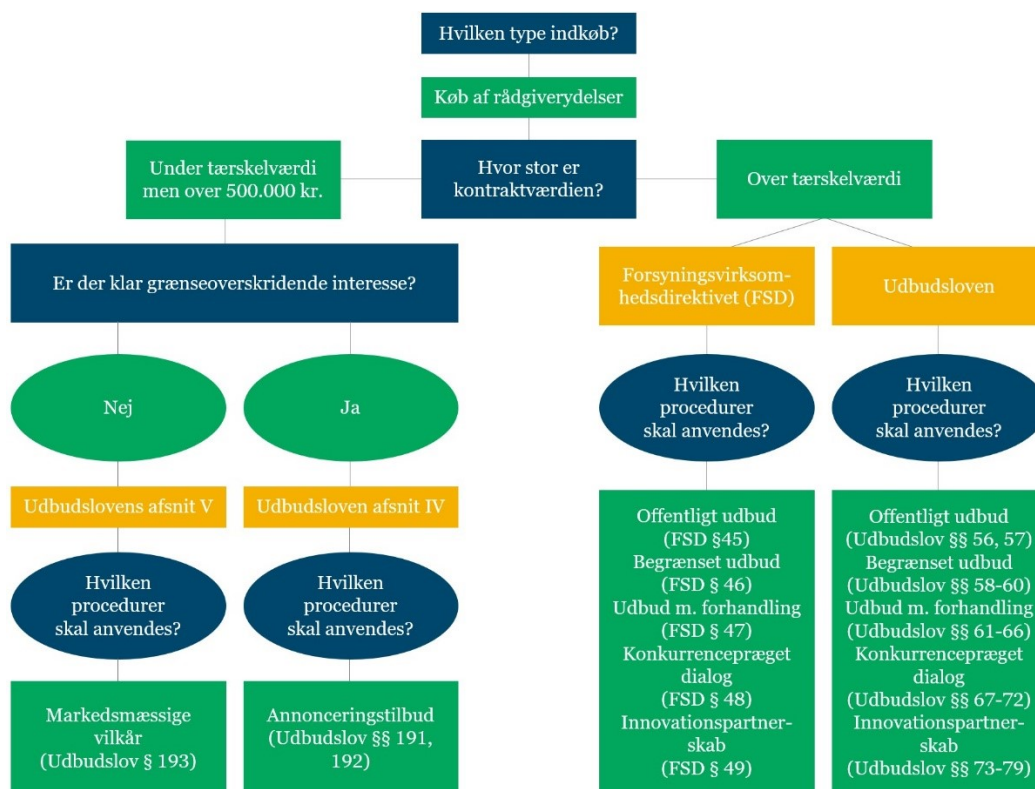 Hvilken type indkøb?
Køb af rådgiverydelser
Under tærskelværdi
men over 500.000 kr.
Hvor stor er
kontraktværdien?
Over tærskelværdi
Er der klar grænseoverskridende interesse?
Forsyningsvirksom-
hedsdirektivet (FSD)
Udbudsloven
Nej
Ja
Hvilken
procedurer
skal anvendes?
Hvilken
procedurer
skal anvendes?
Udbudslovens afsnit V
Udbudsloven afsnit IV
Hvilken
procedurer
skal anvendes?
Hvilken
procedurer
skal anvendes?
Markedsmæssige
vilkår
(Udbudslov § 193)
Annonceringstilbud
(Udbudslov §§ 191,
192)
Offentligt udbud
(FSD §45)
Begrænset udbud
(FSD § 46)
Udbud m. forhandling
(FSD § 47)
Konkurrencepræget
dialog
(FSD § 48)
Innovationspartner-
skab
(FSD § 49)
Offentligt udbud
(Udbudslov §§ 56, 57)
Begrænset udbud
(Udbudslov §§ 58-60)
Udbud m. forhandling
(Udbudslov §§ 61-66)
Konkurrencepræget
dialog
(Udbudslov §§ 67-72)
Innovationspartner-
skab
(Udbudslov §§ 73-79)